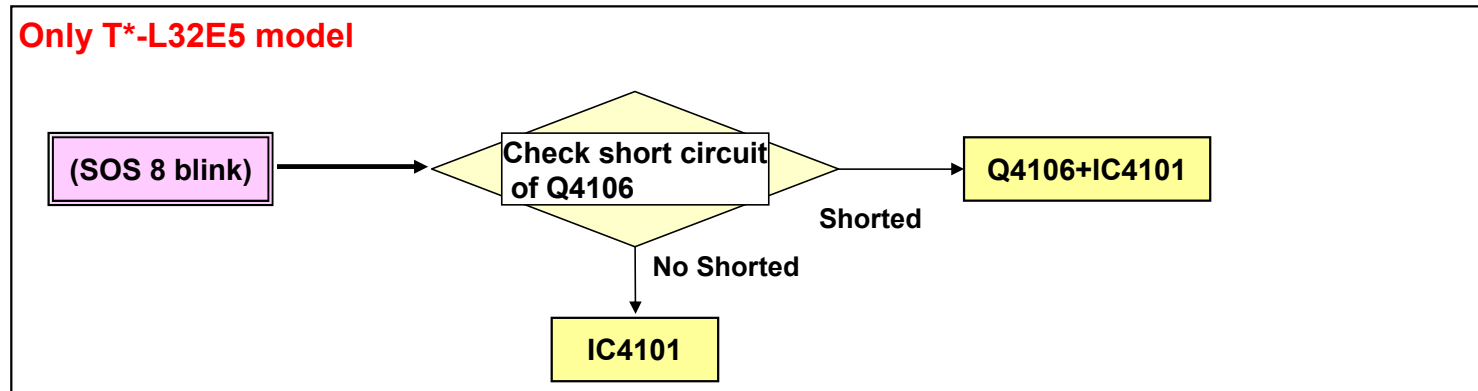 Only T*-L32E5 model
(SOS 8 blink)
Check short circuit
of Q4106
Q4106+IC4101
Shorted
No Shorted
IC4101